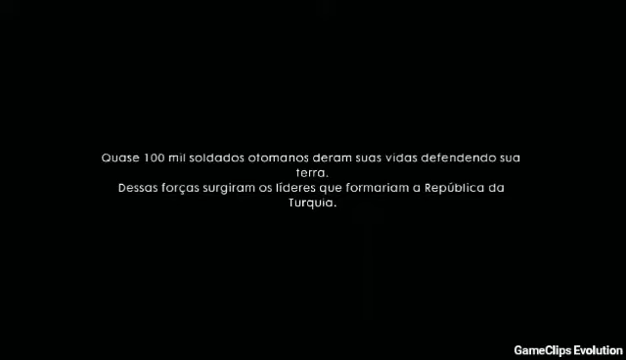 Quase 100 mil soldados otomanos deram suas vidas defendendo sua
terra.
Dessas forças surgiram os líderes que formariam a República da
Turquia.
GameClips Evolution